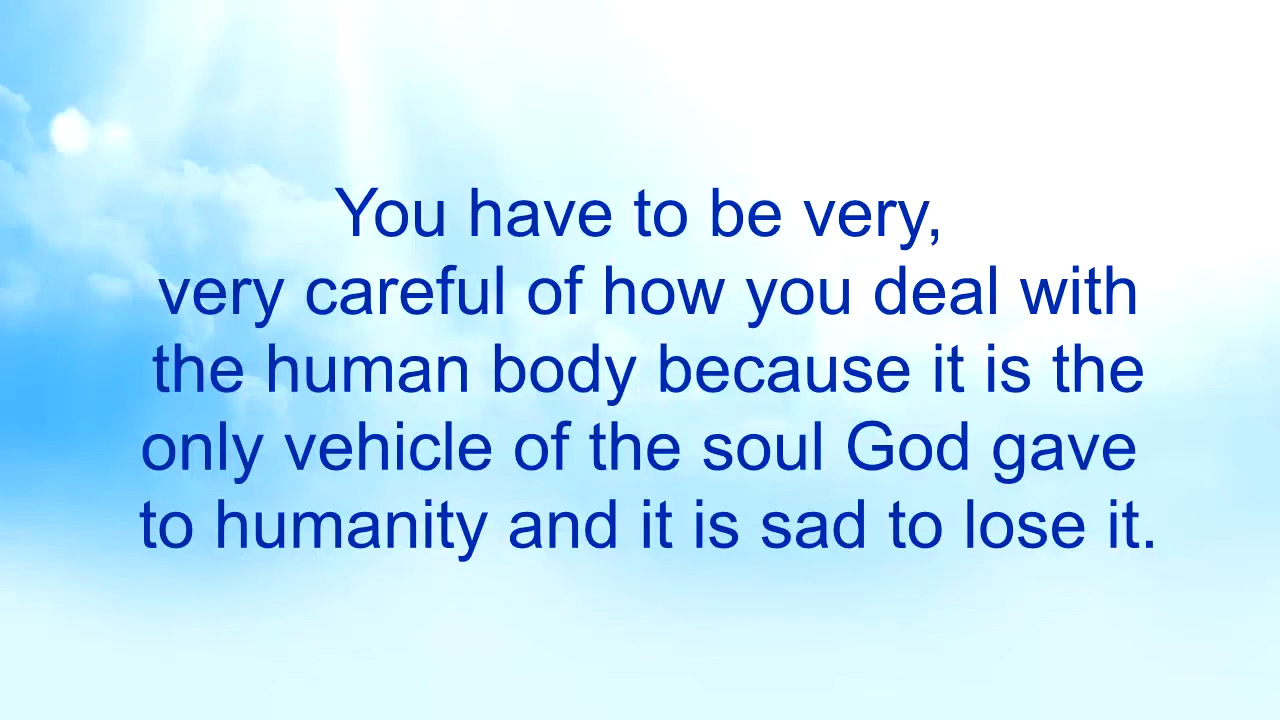 You have to be very,
very careful of how you deal with
the human body because it is the
only vehicle of the soul God gave
to humanity and it is sad to lose it.